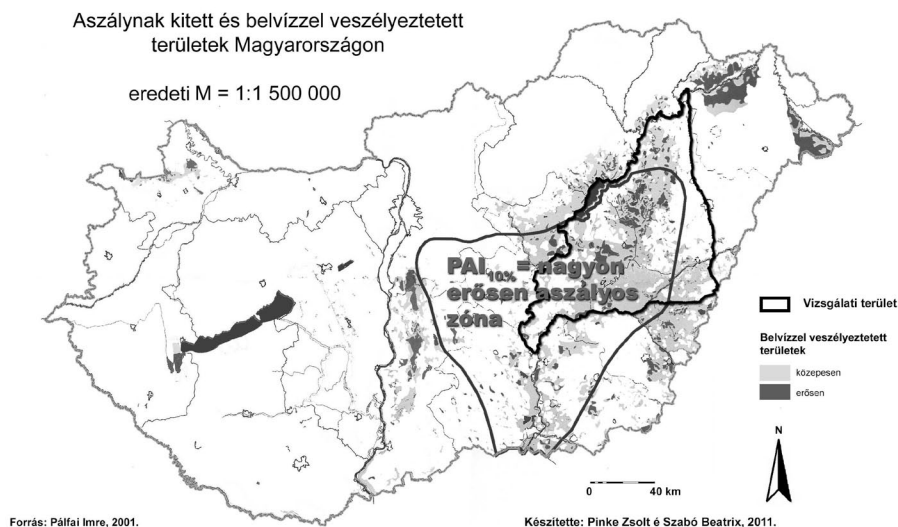 Aszálynak kitett és belvízzel veszélyeztetett
területek Magyarországon
eredeti M = 1:1 500 000
PAI10%= nagyon
erősen aszályos
zóna
Vizsgálati terület
Belvízzel veszélyeztetett
területek
közepesen
erősen
N
0 40 km
Forrás: Pálfai Imre, 2001.
Készítette: Pinke Zsolt é Szabó Beatrix, 2011.